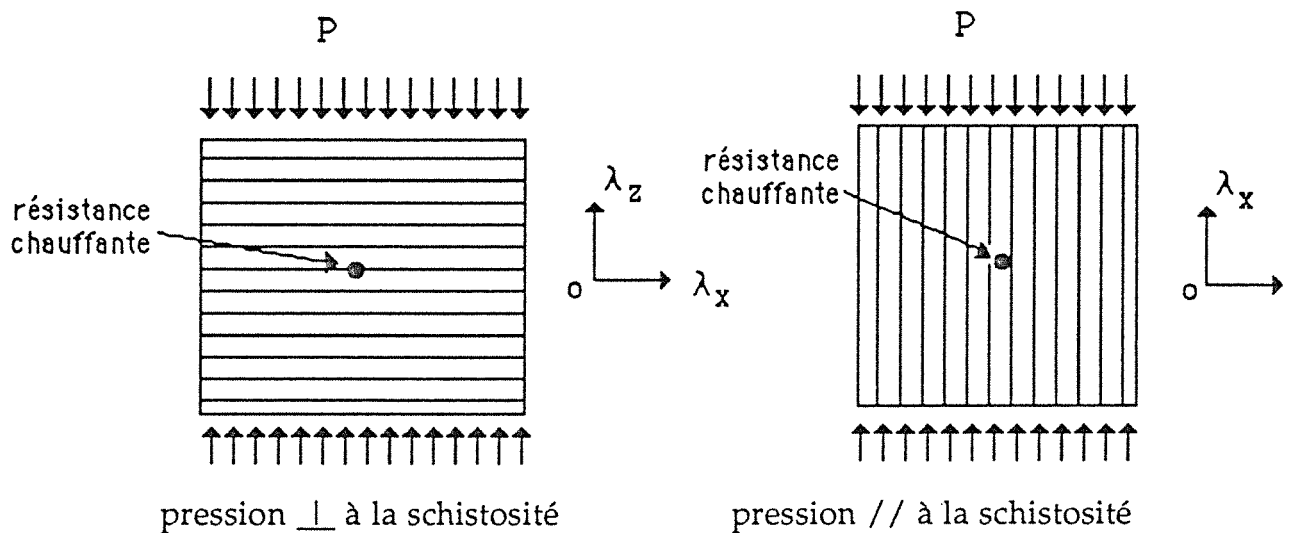 P
résistance
chauffante
λz
o
λx
pression ⊥ à la schistosité
P
résistance
chauffante
λx
o
pression // à la schistosité